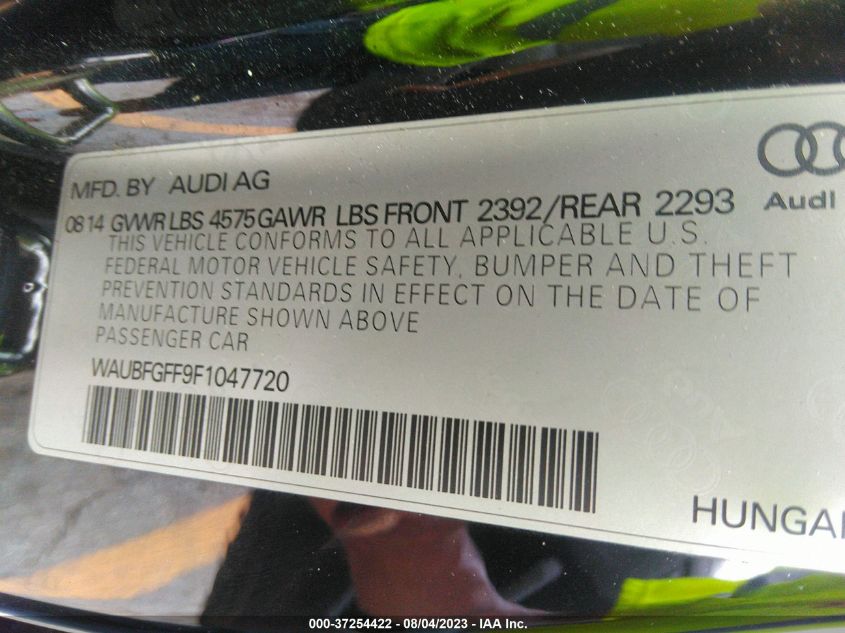 MFD. BY AUDI AG
Audi
0814 GVWR LBS 4575 GAWR LBS FRONT 2392/REAR 2293
THIS VEHICLE CONFORMS TO ALL APPLICABLE U.S.
FEDERAL MOTOR VEHICLE SAFETY, BUMPER AND THEFT
PREVENTION STANDARDS IN EFFECT ON THE DATE OF
MANUFACTURE SHOWN ABOVE
PASSENGER CAR
WAUBFGFF9F1047720
000-37254422 - 08/04/2023 - IAA Inc.